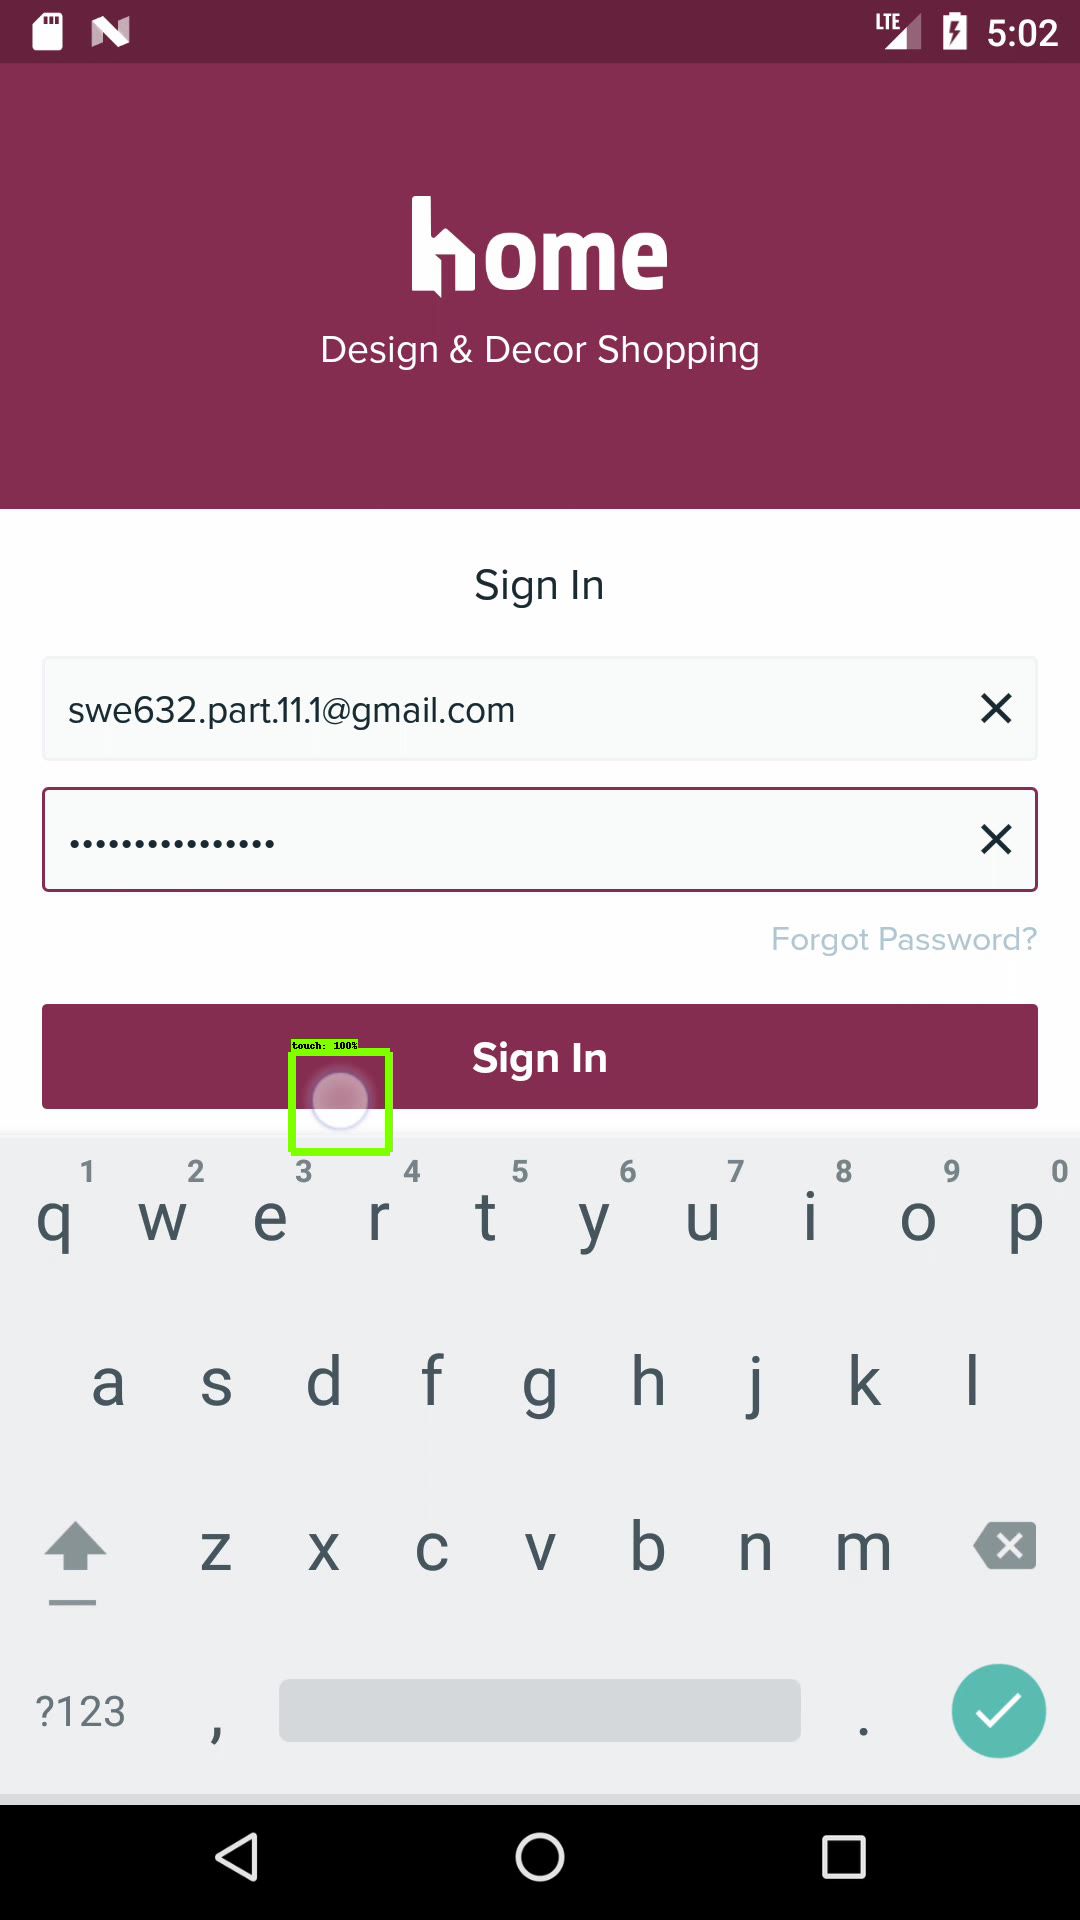 LTE 5:02
home
Design & Decor Shopping
Sign In
swe632.part.11.1@gmail.com
••••••••••••••••
Forgot Password?
touch: 100%
Sign In
1 2 3 4 5 6 7 8 9 0
q w e r t y u i o p
a s d f g h j k l
z x c v b n m
?123 , .